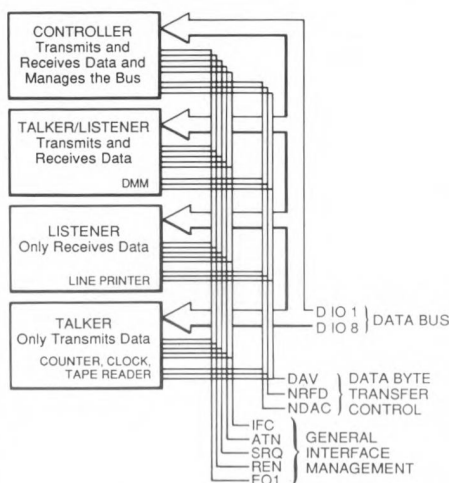 CONTROLLER
Transmits and
Receives Data and
Manages the Bus
TALKER/LISTENER
Transmits and
Receives Data
DMM
LISTENER
Only Receives Data
LINE PRINTER
TALKER
Only Transmits Data
COUNTER, CLOCK,
TAPE READER
D IO 1
D IO 8
DATA BUS
DAV
NRFD
NDAC
DATA BYTE
TRANSFER
CONTROL
IFC
ATN
SRQ
REN
EO1
GENERAL
INTERFACE
MANAGEMENT